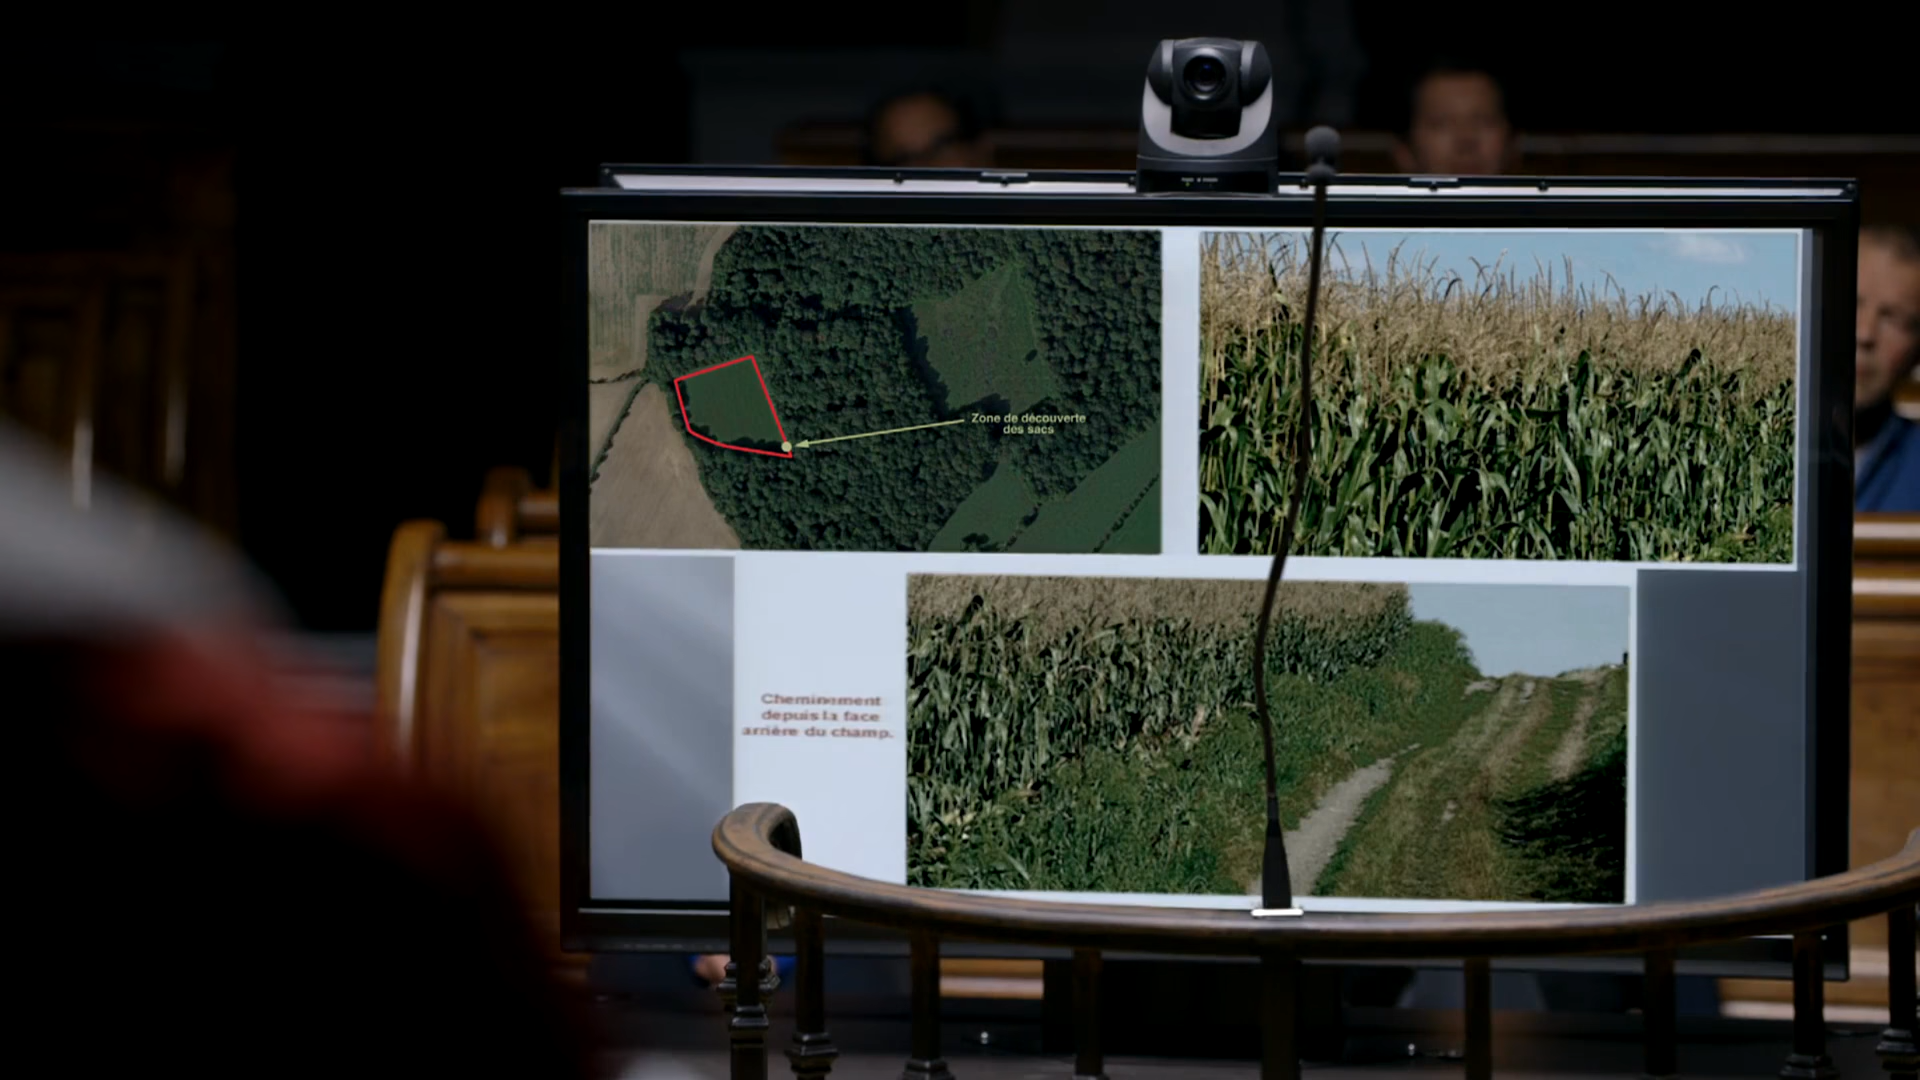 Zone de découverte
des sacs
Cheminement
depuis la face
arrière du champ.